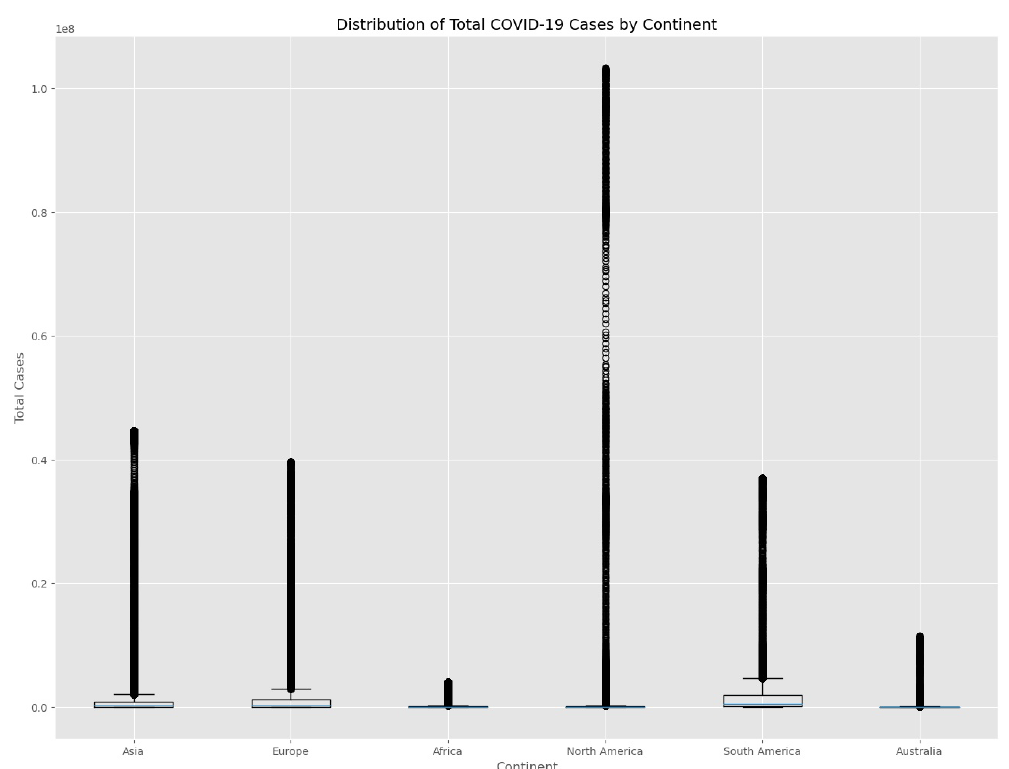 Distribution of Total COVID-19 Cases by Continent
1e8
1.0
0.8
0.6
0.4
0.2
0.0
Total Cases
Asia Europe Africa North America South America Australia
Continent